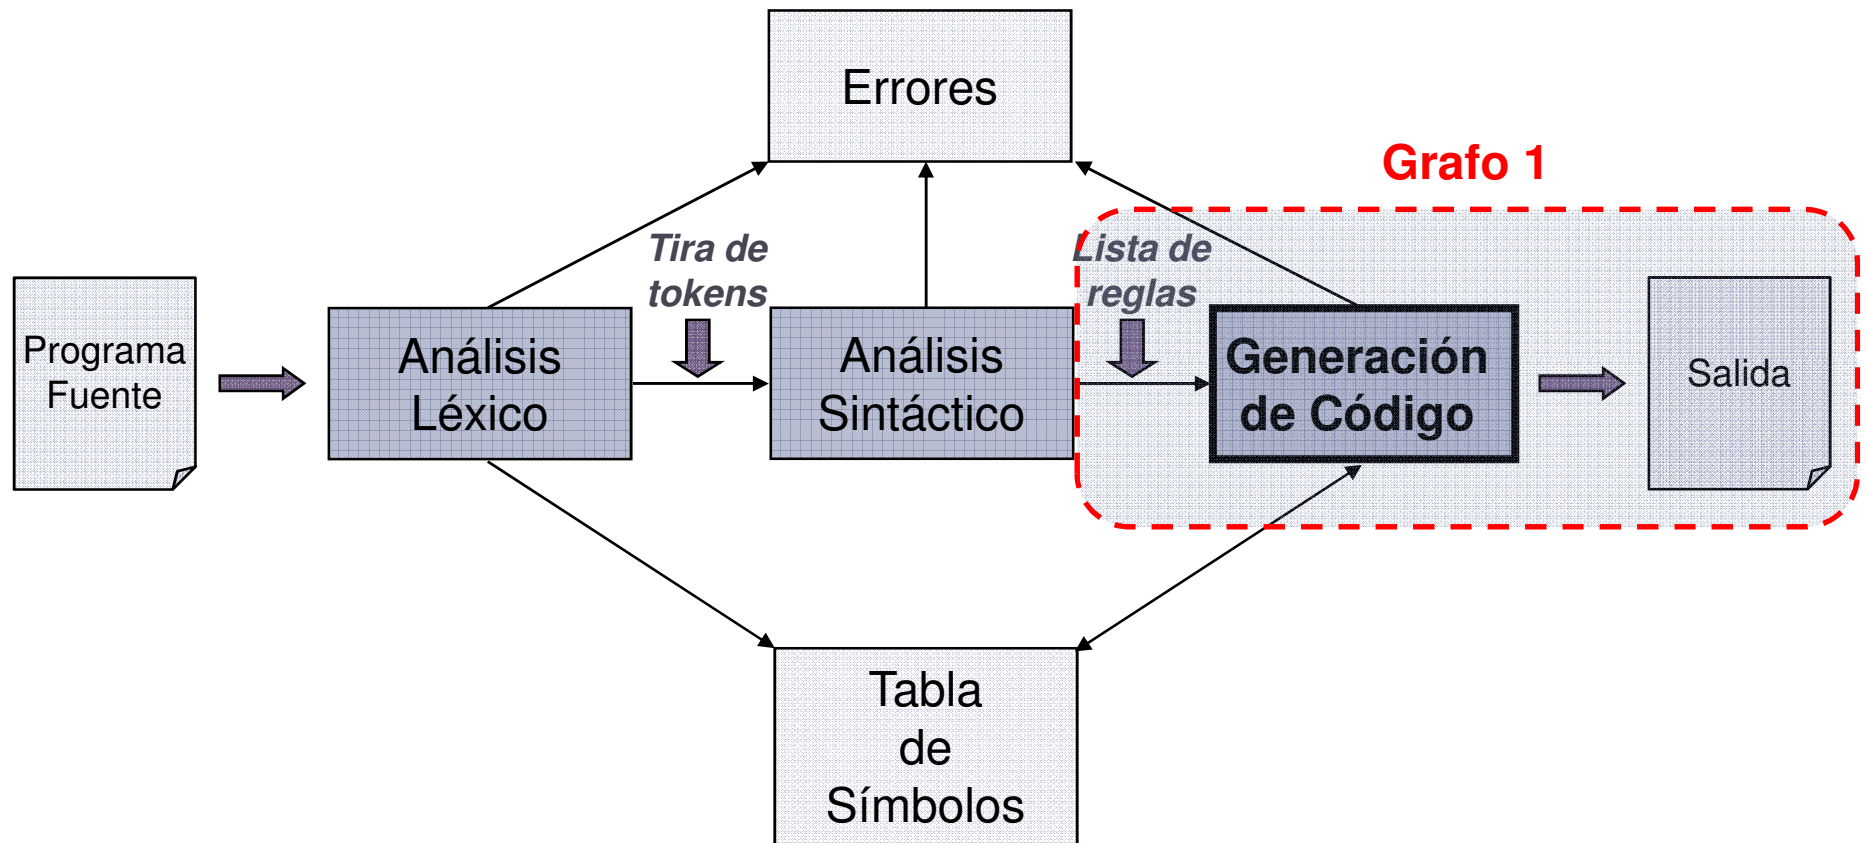 Errores
Grafo 1
Tira de
tokens
Lista de
reglas
Programa
Fuente
Análisis
Léxico
Análisis
Sintáctico
Generación
de Código
Salida
Tabla
de
Símbolos